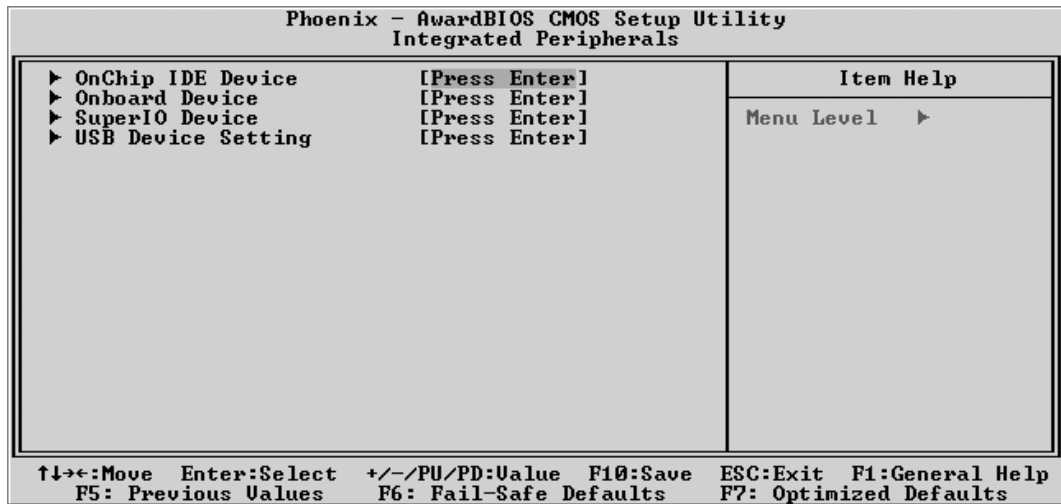 Phoenix - AwardBIOS CMOS Setup Utility
Integrated Peripherals
▶ OnChip IDE Device [Press Enter]
▶ Onboard Device [Press Enter]
▶ SuperIO Device [Press Enter]
▶ USB Device Setting [Press Enter]
Item Help
Menu Level ▶
↑↓→←:Move Enter:Select +/-/PU/PD:Value F10:Save ESC:Exit F1:General Help
F5: Previous Values F6: Fail-Safe Defaults F7: Optimized Defaults